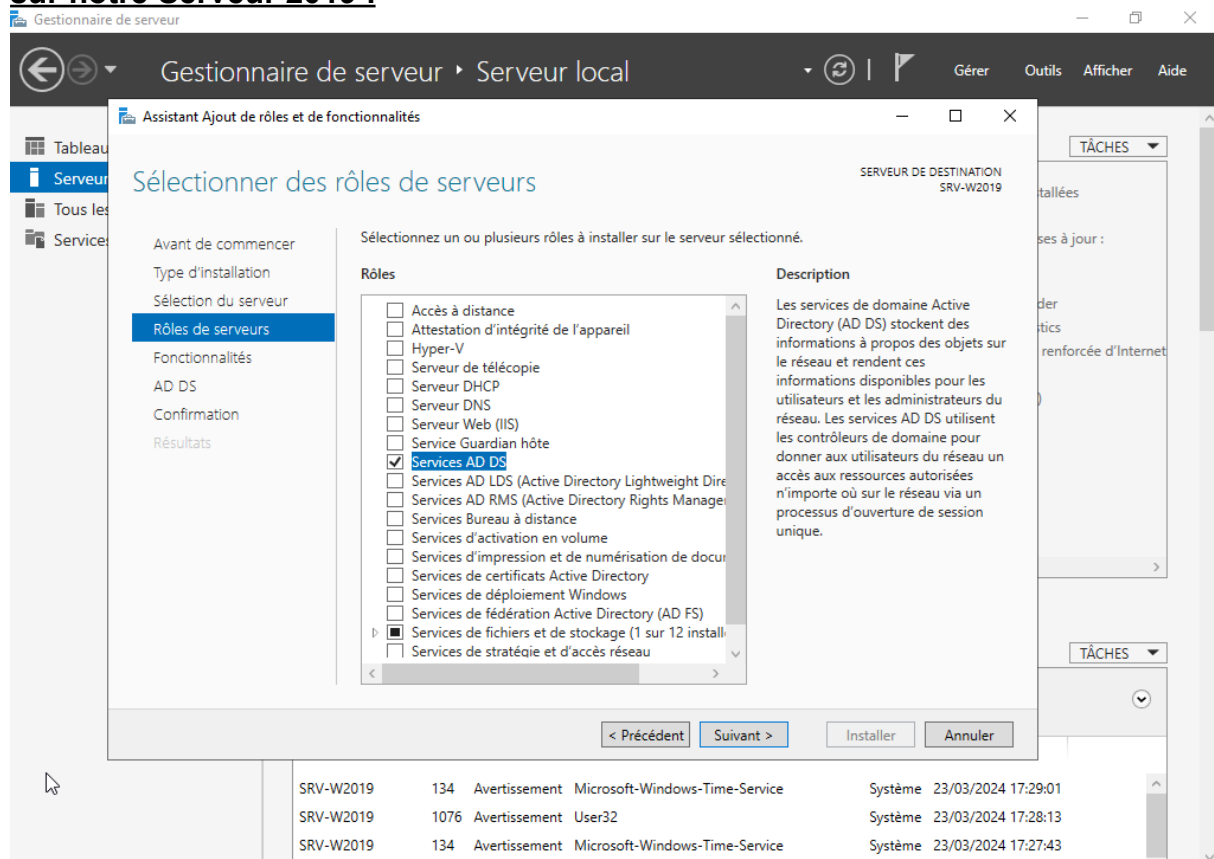 sur notre Serveur 2019 :
Gestionnaire de serveur
Gestionnaire de serveur • Serveur local
Gérer Outils Afficher Aide
Assistant Ajout de rôles et de fonctionnalités
Tableau
Serveur
Tous les
Services
TÂCHES
Sélectionner des rôles de serveurs
SERVEUR DE DESTINATION
SRV-W2019
Avant de commencer
Type d'installation
Sélection du serveur
Rôles de serveurs
Fonctionnalités
AD DS
Confirmation
Résultats
Sélectionnez un ou plusieurs rôles à installer sur le serveur sélectionné.
Rôles
Accès à distance
Attestation d'intégrité de l'appareil
Hyper-V
Serveur de télécopie
Serveur DHCP
Serveur DNS
Serveur Web (IIS)
Service Guardian hôte
Services AD DS
Services AD LDS (Active Directory Lightweight Dire
Services AD RMS (Active Directory Rights Manage
Services Bureau à distance
Services d'activation en volume
Services d'impression et de numérisation de docu
Services de certificats Active Directory
Services de déploiement Windows
Services de fédération Active Directory (AD FS)
Services de fichiers et de stockage (1 sur 12 install
Services de stratégie et d'accès réseau
Description
Les services de domaine Active
Directory (AD DS) stockent des
informations à propos des objets sur
le réseau et rendent ces
informations disponibles pour les
utilisateurs et les administrateurs du
réseau. Les services AD DS utilisent
les contrôleurs de domaine pour
donner aux utilisateurs du réseau un
accès aux ressources autorisées
n'importe où sur le réseau via un
processus d'ouverture de session
unique.
tallées
ses à jour :
der
stics
renforcée d'Internet
)
TÂCHES
< Précédent
Suivant >
Installer
Annuler
SRV-W2019 134 Avertissement Microsoft-Windows-Time-Service Système 23/03/2024 17:29:01
SRV-W2019 1076 Avertissement User32 Système 23/03/2024 17:28:13
SRV-W2019 134 Avertissement Microsoft-Windows-Time-Service Système 23/03/2024 17:27:43